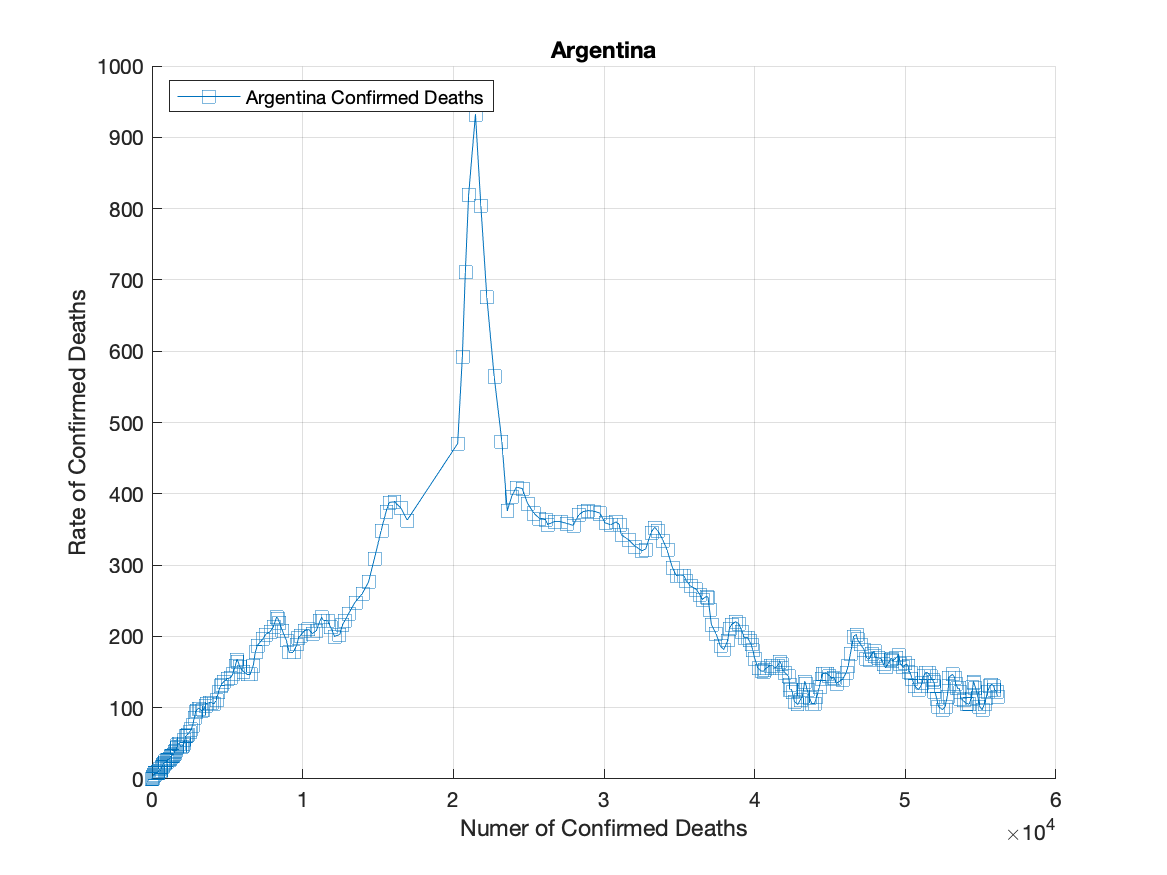 Argentina
Argentina Confirmed Deaths
1000
900
800
700
600
500
400
300
200
100
0
Rate of Confirmed Deaths
0 1 2 3 4 5 6
Numer of Confirmed Deaths
×10^4